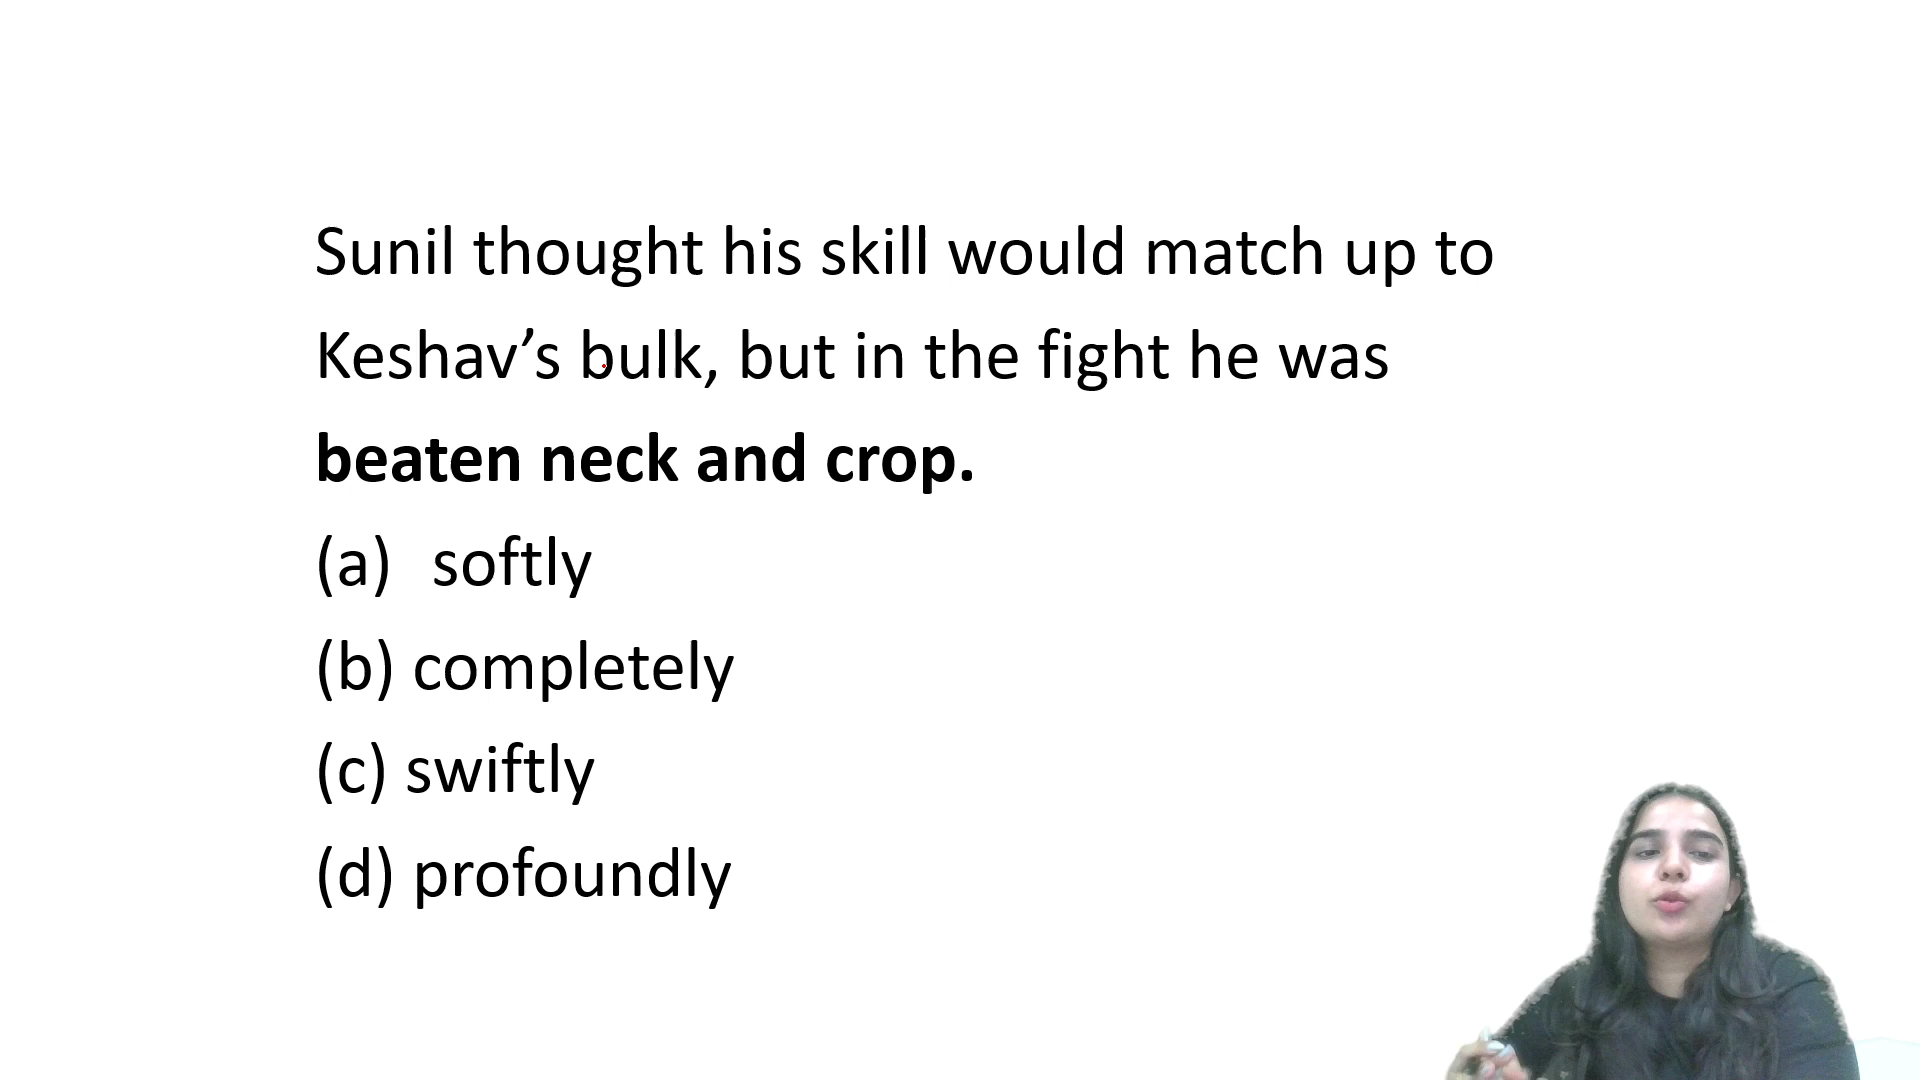 Sunil thought his skill would match up to
Keshav’s bulk, but in the fight he was
beaten neck and crop.
(a) softly
(b) completely
(c) swiftly
(d) profoundly